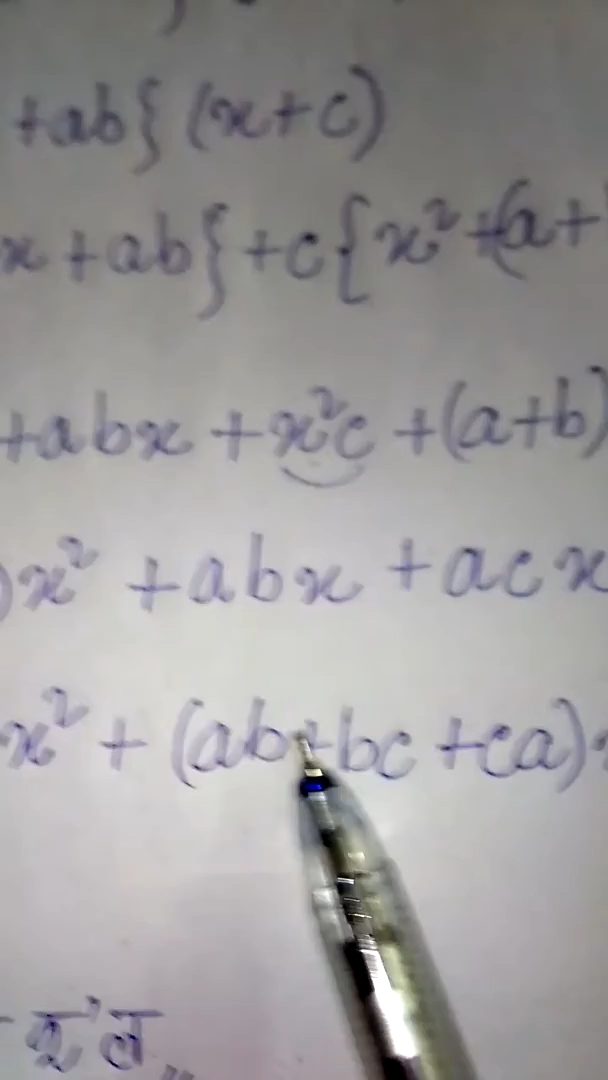 +ab}(x+c)
x+ab}+c{x²+(a+
+abx+x²c+(a+b)
)x²+abx+acx
x²+(ab+bc+ca)